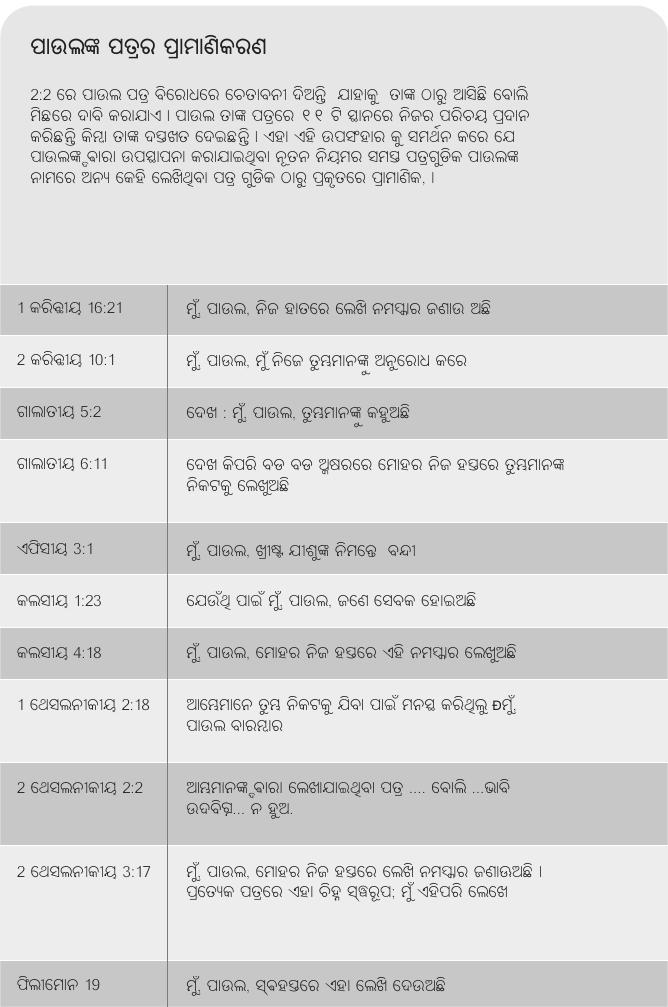 ପାଉଲଙ୍କ ପତ୍ରର ପ୍ରାମାଣିକରଣ
2:2 ରେ ପାଉଲ ପତ୍ର ବିରୋଧରେ ଚେତାବନୀ ଦିଅନ୍ତି ଯାହାକୁ ତାଙ୍କ ଠାରୁ ଆସିଛି ବୋଲି
ମିଛରେ ଦାବି କରାଯାଏ । ପାଉଲ ତାଙ୍କ ପତ୍ରରେ ୧୧ ଟି ସ୍ଥାନରେ ନିଜର ପରିଚୟ ପ୍ରଦାନ
କରିଛନ୍ତି କିମ୍ବା ତାଙ୍କ ଦସ୍ତଖତ ଦେଇଛନ୍ତି । ଏହା ଏହି ଉପସଂହାର କୁ ସମର୍ଥନ କରେ ଯେ
ପାଉଲଙ୍କ ଦ୍ଵାରା ଉପସ୍ଥାପନା କରାଯାଇଥିବା ନୂତନ ନିୟମର ସମସ୍ତ ପତ୍ରଗୁଡିକ ପାଉଲଙ୍କ
ନାମରେ ଅନ୍ୟ କେହି ଲେଖିଥିବା ପତ୍ର ଗୁଡିକ ଠାରୁ ପ୍ରକୃତରେ ପ୍ରାମାଣିକ, ।
1 କରିନ୍ଥୀୟ 16:21 ମୁଁ, ପାଉଲ, ନିଜ ହାତରେ ଲେଖି ନମସ୍କାର ଜଣାଉ ଅଛି
2 କରିନ୍ଥୀୟ 10:1 ମୁଁ, ପାଉଲ, ମୁଁ ନିଜେ ତୁମ୍ଭମାନଙ୍କୁ ଅନୁରୋଧ କରେ
ଗାଲାତୀୟ 5:2 ଦେଖ : ମୁଁ, ପାଉଲ, ତୁମ୍ଭମାନଙ୍କୁ କହୁଅଛି
ଗାଲାତୀୟ 6:11 ଦେଖ କିପରି ବଡ ବଡ ଅକ୍ଷରରେ ମୋହର ନିଜ ହସ୍ତରେ ତୁମ୍ଭମାନଙ୍କ
ନିକଟକୁ ଲେଖୁଅଛି
ଏଫିସୀୟ 3:1 ମୁଁ, ପାଉଲ, ଖ୍ରୀଷ୍ଟ ଯୀଶୁଙ୍କ ନିମନ୍ତେ ବନ୍ଦୀ
କଲସୀୟ 1:23 ଯେଉଁଥି ପାଇଁ ମୁଁ, ପାଉଲ, ଜଣେ ସେବକ ହୋଇଅଛି
କଲସୀୟ 4:18 ମୁଁ, ପାଉଲ, ମୋହର ନିଜ ହସ୍ତରେ ଏହି ନମସ୍କାର ଲେଖୁଅଛି
1 ଥେସଲନୀକୀୟ 2:18 ଆମ୍ଭେମାନେ ତୁମ୍ଭ ନିକଟକୁ ଯିବା ପାଇଁ ମନସ୍ଥ କରିଥିଲୁ Ðମୁଁ,
ପାଉଲ ବାରମ୍ବାର
2 ଥେସଲନୀକୀୟ 2:2 ଆମ୍ଭମାନଙ୍କ ଦ୍ଵାରା ଲେଖାଯାଇଥିବା ପତ୍ର .... ବୋଲି ...ଭାବି
ଉଦବିଗ୍ନ... ନ ହୁଅ.
2 ଥେସଲନୀକୀୟ 3:17 ମୁଁ, ପାଉଲ, ମୋହର ନିଜ ହସ୍ତରେ ଲେଖି ନମସ୍କାର ଜଣାଊଅଛି ।
ପ୍ରତ୍ୟେକ ପତ୍ରରେ ଏହା ଚିହ୍ନ ସ୍ୱରୂପ; ମୁଁ ଏହିପରି ଲେଖେ
ଫିଲୀମୋନ 19 ମୁଁ, ପାଉଲ, ସ୍ଵହସ୍ତରେ ଏହା ଲେଖି ଦେଉଅଛି